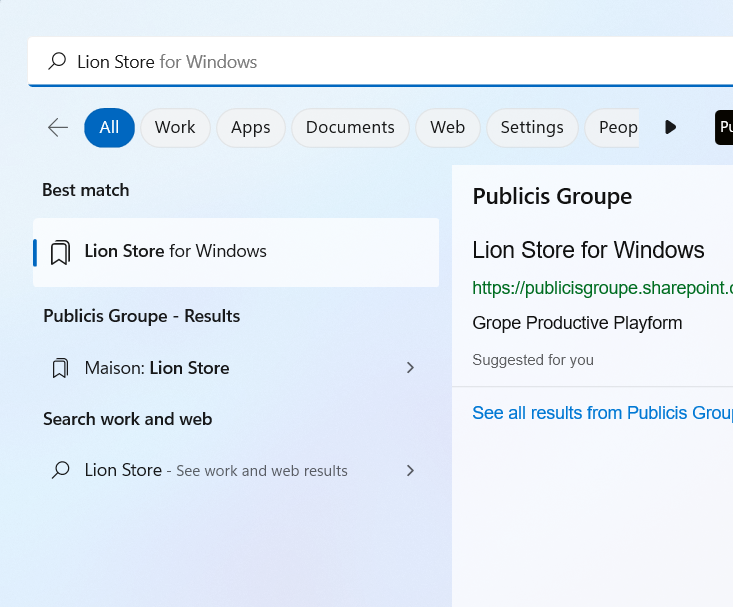 Lion Store for Windows
All Work Apps Documents Web Settings Peop Pu
Best match
Lion Store for Windows
Publicis Groupe - Results
Maison: Lion Store
Search work and web
Lion Store - See work and web results
Publicis Groupe
Lion Store for Windows
https://publicisgroupe.sharepoint.c
Grope Productive Playform
Suggested for you
See all results from Publicis Group